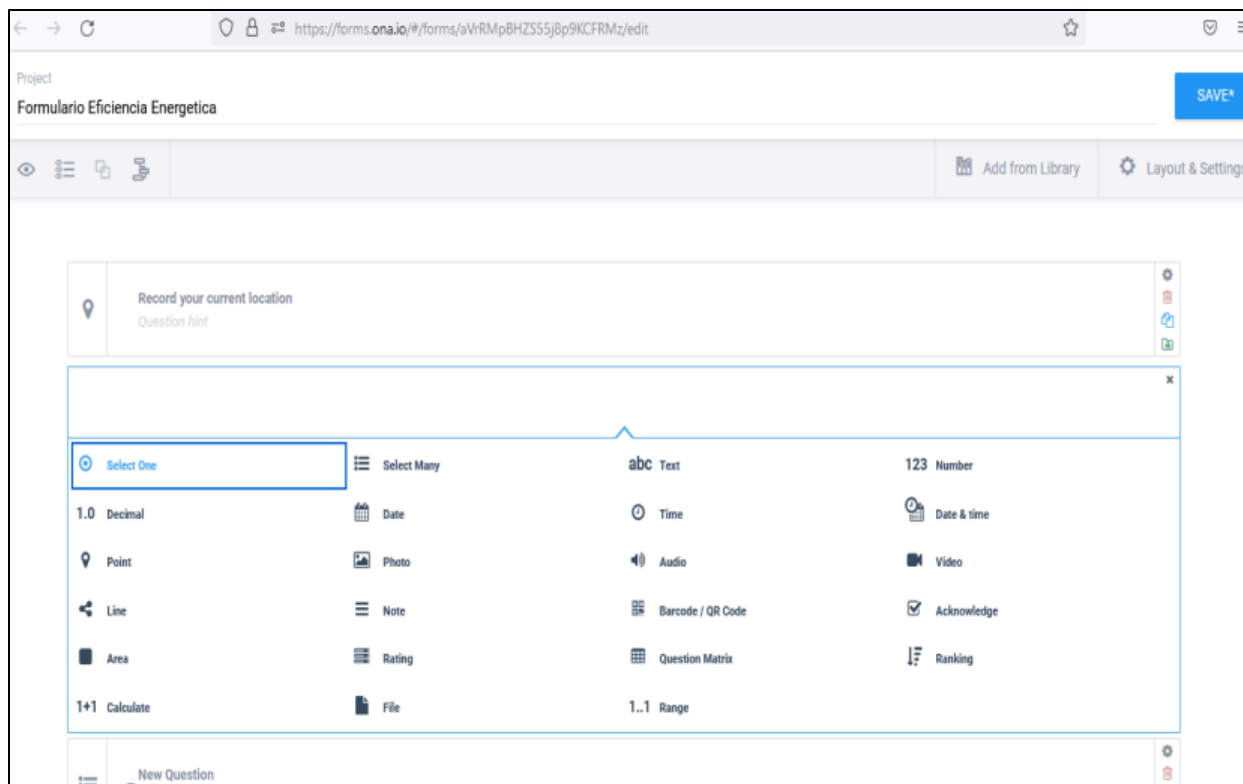 https://forms.ona.io/#/forms/aVrRMpBHZS55j8p9KCFRMz/edit
Project
Formulario Eficiencia Energetica
SAVE*
Add from Library
Layout & Settings
Record your current location
Question hint
x
Select One
Select Many
abc Text
123 Number
1.0 Decimal
Date
Time
Date & time
Point
Photo
Audio
Video
Line
Note
Barcode / QR Code
Acknowledge
Area
Rating
Question Matrix
Ranking
1+1 Calculate
File
1..1 Range
New Question